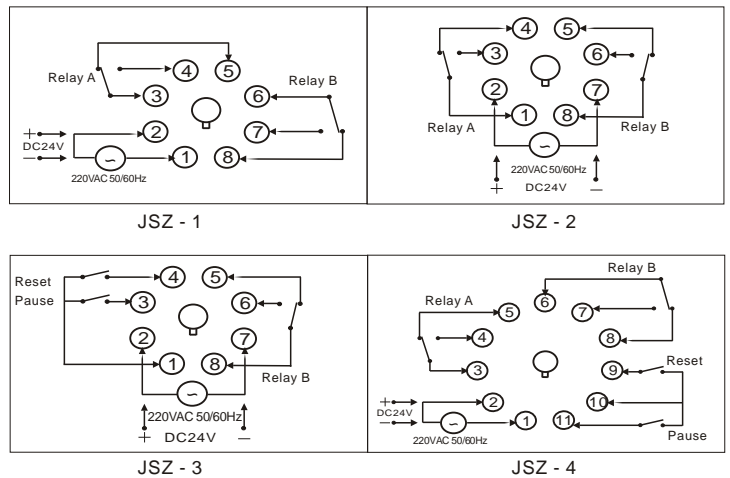 4 5
Relay A Relay B
3 6
+ 2 7
DC24V
− ~ 1 8
220VAC 50/60Hz
JSZ - 1
4 5
3 6
2 7
1 8
Relay A Relay B
~
220VAC 50/60Hz
+ DC24V −
JSZ - 2
Reset 4 5
Pause 3 6
2 7
1 8
Relay B
~
220VAC 50/60Hz
+ DC24V −
JSZ - 3
Relay B
Relay A 6
5 7
4 8
3 9 Reset
+ 2 10
DC24V
− ~ 1 11
220VAC 50/60Hz Pause
JSZ - 4